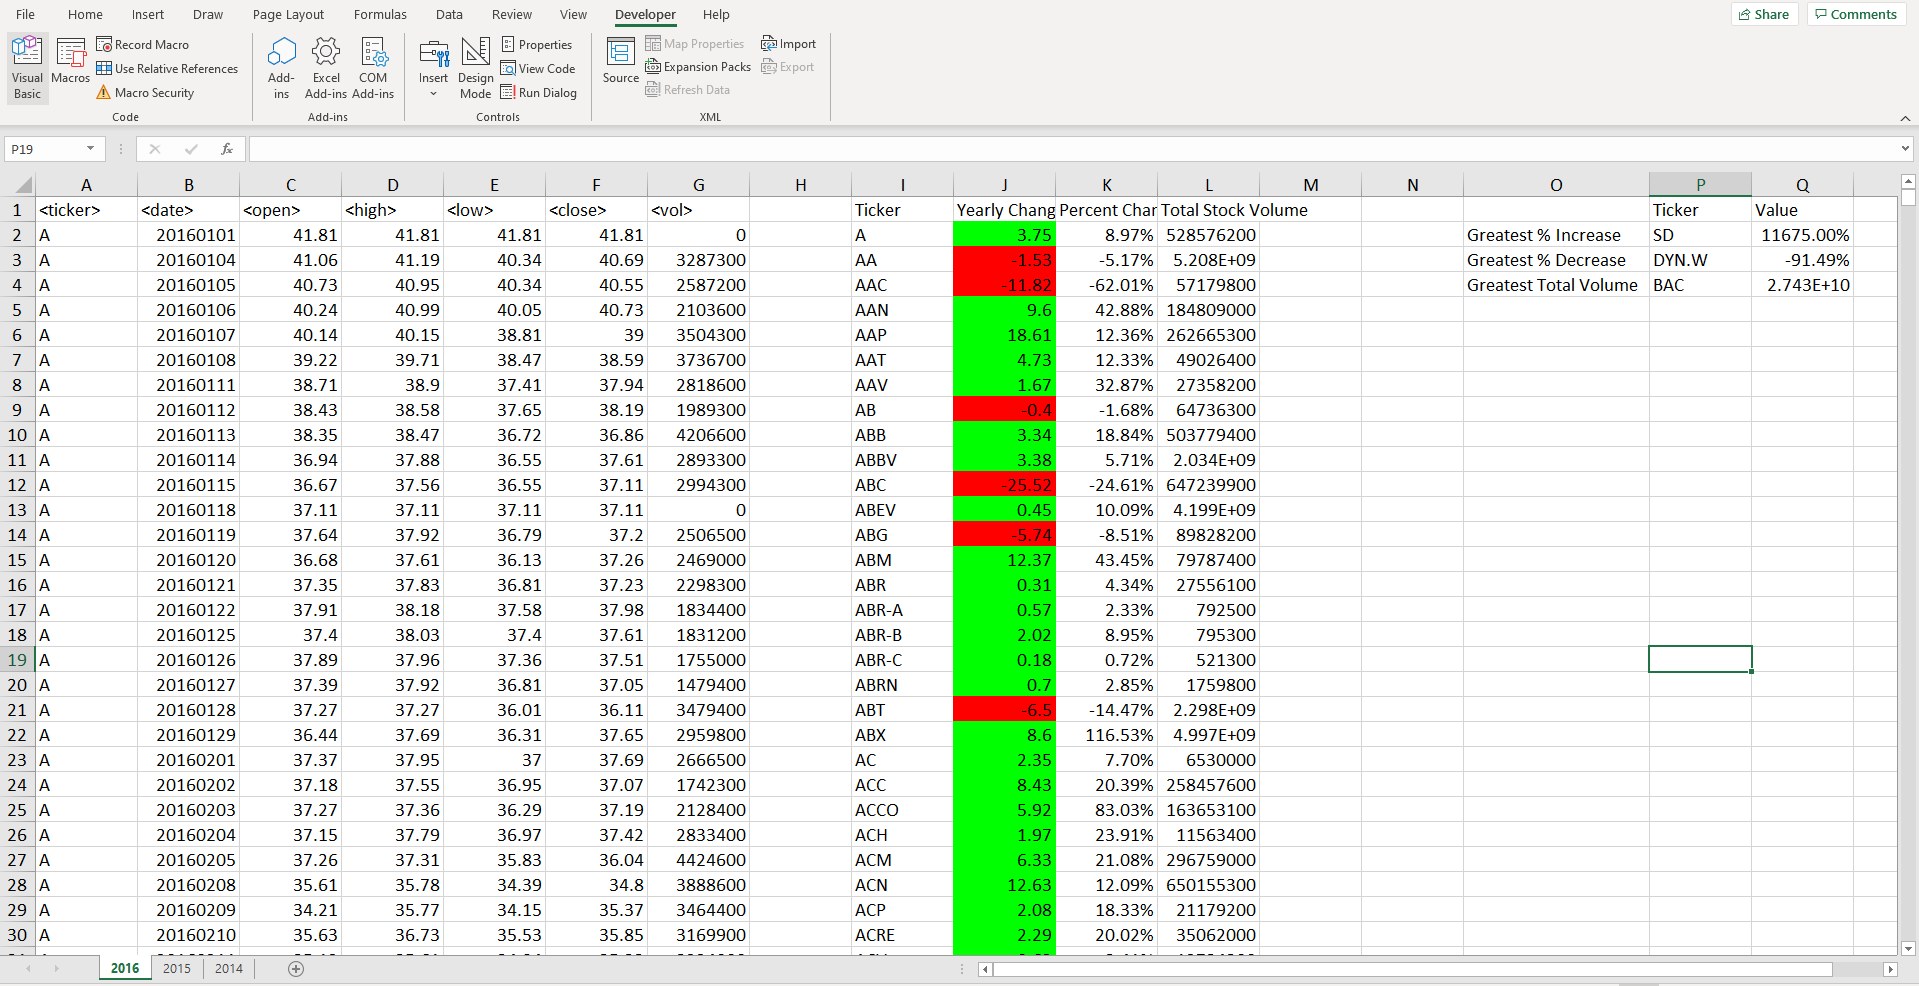 File Home Insert Draw Page Layout Formulas Data Review View Developer Help Share Comments
Visual Basic Macros Record Macro Use Relative References Macro Security Code
Add-ins Excel Add-ins COM Add-ins Add-ins
Insert Design Mode Properties View Code Run Dialog Controls
Source Map Properties Expansion Packs Refresh Data Import Export XML
P19 fx
A B C D E F G H I J K L M N O P Q
1 <ticker> <date> <open> <high> <low> <close> <vol> Ticker Yearly Chang Percent Char Total Stock Volume Ticker Value
2 A 20160101 41.81 41.81 41.81 41.81 0 A 3.75 8.97% 528576200 Greatest % Increase SD 11675.00%
3 A 20160104 41.06 41.19 40.34 40.69 3287300 AA -1.53 -5.17% 5.208E+09 Greatest % Decrease DYN.W -91.49%
4 A 20160105 40.73 40.95 40.34 40.55 2587200 AAC -11.82 -62.01% 57179800 Greatest Total Volume BAC 2.743E+10
5 A 20160106 40.24 40.99 40.05 40.73 2103600 AAN 9.6 42.88% 184809000
6 A 20160107 40.14 40.15 38.81 39 3504300 AAP 18.61 12.36% 262665300
7 A 20160108 39.22 39.71 38.47 38.59 3736700 AAT 4.73 12.33% 49026400
8 A 20160111 38.71 38.9 37.41 37.94 2818600 AAV 1.67 32.87% 27358200
9 A 20160112 38.43 38.58 37.65 38.19 1989300 AB -0.4 -1.68% 64736300
10 A 20160113 38.35 38.47 36.72 36.86 4206600 ABB 3.34 18.84% 503779400
11 A 20160114 36.94 37.88 36.55 37.61 2893300 ABBV 3.38 5.71% 2.034E+09
12 A 20160115 36.67 37.56 36.55 37.11 2994300 ABC -25.52 -24.61% 647239900
13 A 20160118 37.11 37.11 37.11 37.11 0 ABEV 0.45 10.09% 4.199E+09
14 A 20160119 37.64 37.92 36.79 37.2 2506500 ABG -5.74 -8.51% 89828200
15 A 20160120 36.68 37.61 36.13 37.26 2469000 ABM 12.37 43.45% 79787400
16 A 20160121 37.35 37.83 36.81 37.23 2298300 ABR 0.31 4.34% 27556100
17 A 20160122 37.91 38.18 37.58 37.98 1834400 ABR-A 0.57 2.33% 792500
18 A 20160125 37.4 38.03 37.4 37.61 1831200 ABR-B 2.02 8.95% 795300
19 A 20160126 37.89 37.96 37.36 37.51 1755000 ABR-C 0.18 0.72% 521300
20 A 20160127 37.39 37.92 36.81 37.05 1479400 ABRN 0.7 2.85% 1759800
21 A 20160128 37.27 37.27 36.01 36.11 3479400 ABT -6.5 -14.47% 2.298E+09
22 A 20160129 36.44 37.69 36.31 37.65 2959800 ABX 8.6 116.53% 4.997E+09
23 A 20160201 37.37 37.95 37 37.69 2666500 AC 2.35 7.70% 6530000
24 A 20160202 37.18 37.55 36.95 37.07 1742300 ACC 8.43 20.39% 258457600
25 A 20160203 37.27 37.36 36.29 37.19 2128400 ACCO 5.92 83.03% 163653100
26 A 20160204 37.15 37.79 36.97 37.42 2833400 ACH 1.97 23.91% 11563400
27 A 20160205 37.26 37.31 35.83 36.04 4424600 ACM 6.33 21.08% 296759000
28 A 20160208 35.61 35.78 34.39 34.8 3888600 ACN 12.63 12.09% 650155300
29 A 20160209 34.21 35.77 34.15 35.37 3464400 ACP 2.08 18.33% 21179200
30 A 20160210 35.63 36.73 35.53 35.85 3169900 ACRE 2.29 20.02% 35062000
2016 2015 2014